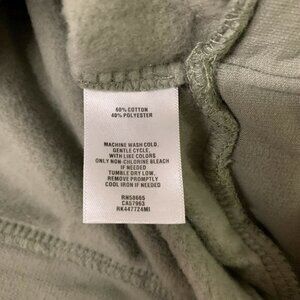 60% COTTON
40% POLYESTER
MACHINE WASH COLD,
GENTLE CYCLE,
WITH LIKE COLORS
ONLY NON-CHLORINE BLEACH
IF NEEDED
TUMBLE DRY LOW,
REMOVE PROMPTLY
COOL IRON IF NEEDED
RN58665
CA57963
RK447724MI